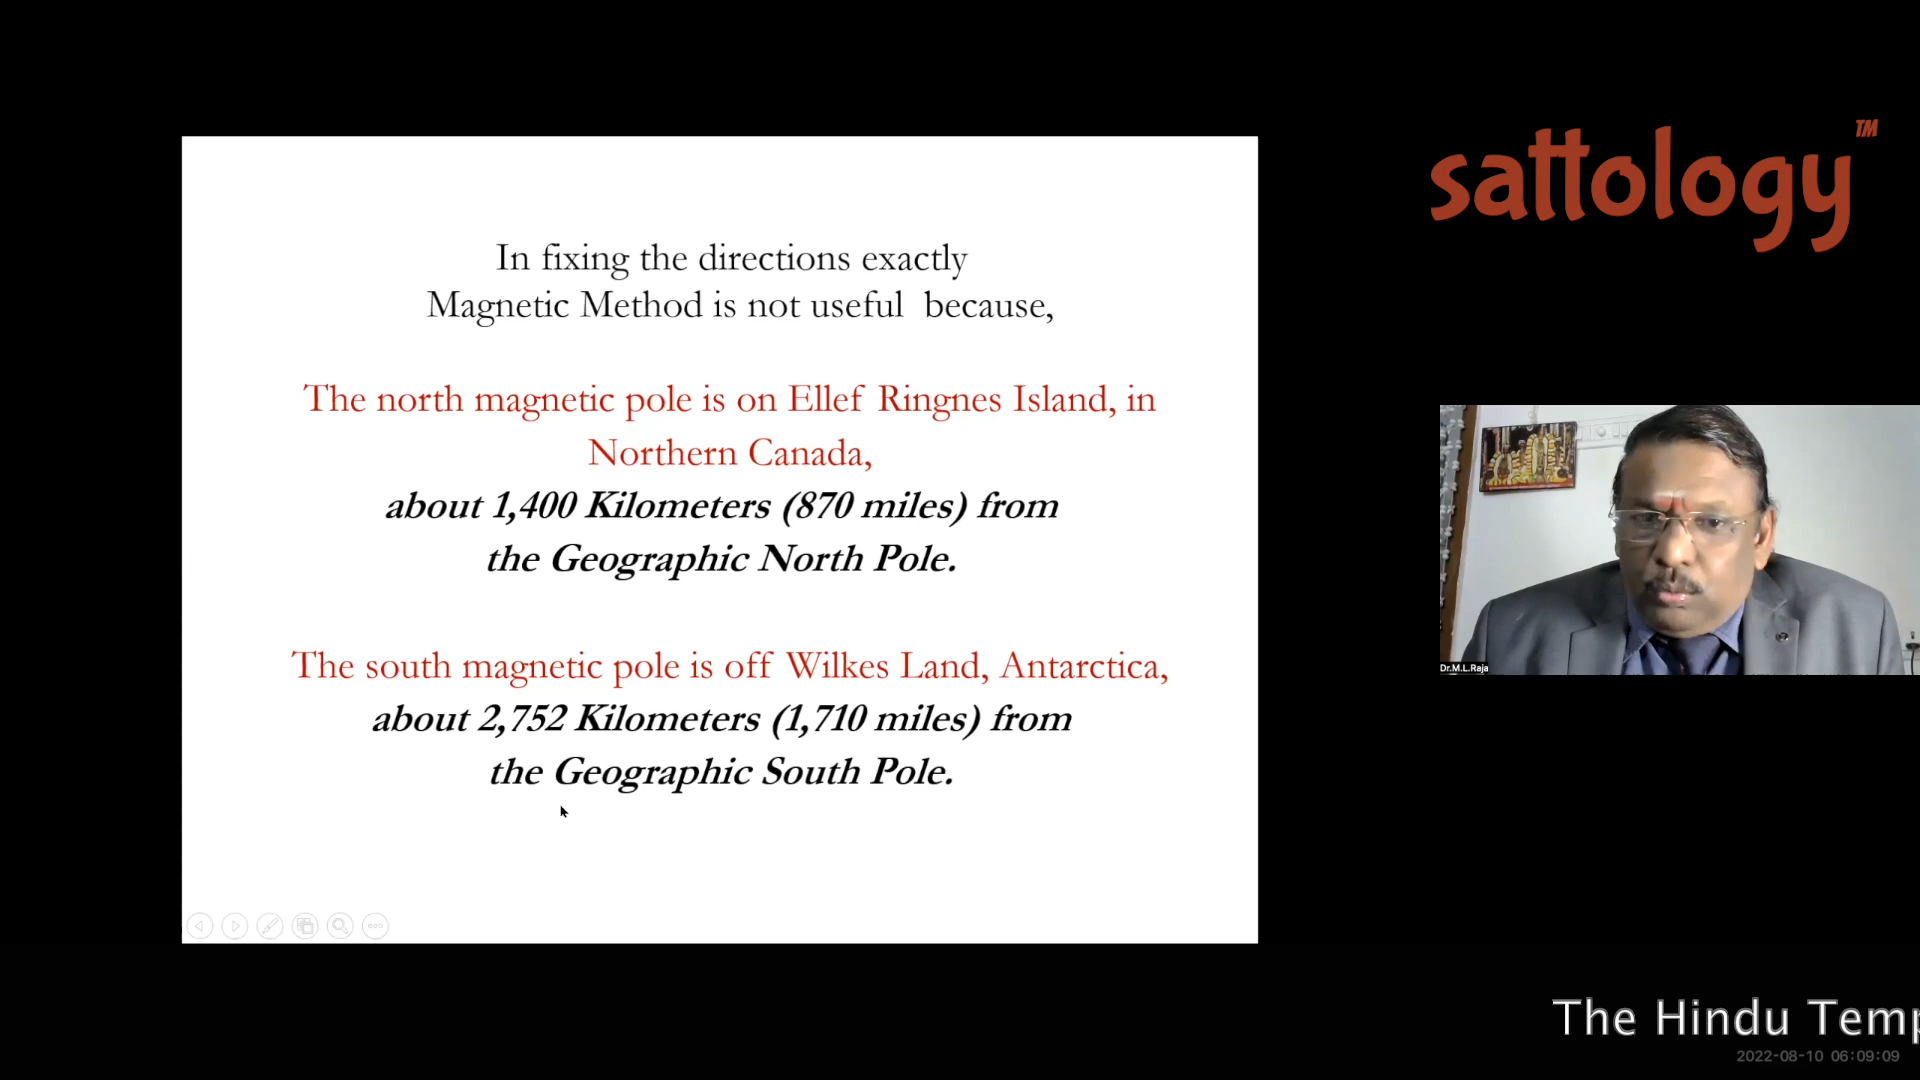 sattology™
In fixing the directions exactly
Magnetic Method is not useful because,
The north magnetic pole is on Ellef Ringnes Island, in
Northern Canada,
about 1,400 Kilometers (870 miles) from
the Geographic North Pole.
The south magnetic pole is off Wilkes Land, Antarctica,
about 2,752 Kilometers (1,710 miles) from
the Geographic South Pole.
Dr.M.L.Raja
The Hindu Temp
2022-08-10 06:09:09